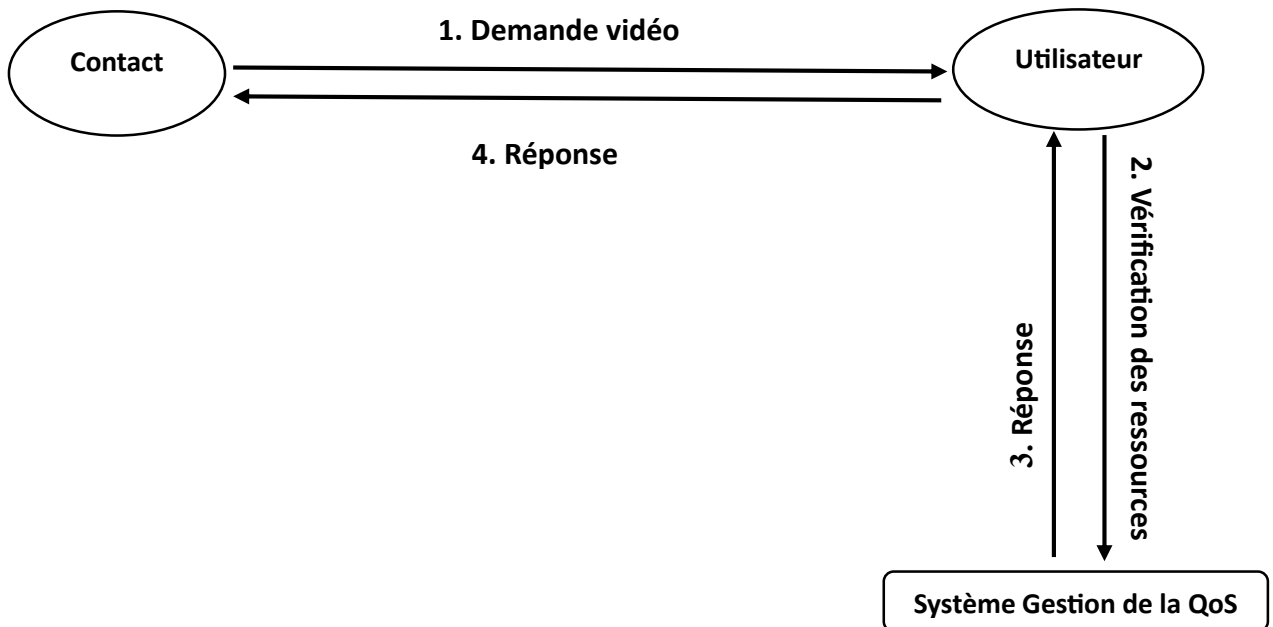 1. Demande vidéo
Contact
Utilisateur
4. Réponse
2. Vérification des ressources
3. Réponse
Système Gestion de la QoS